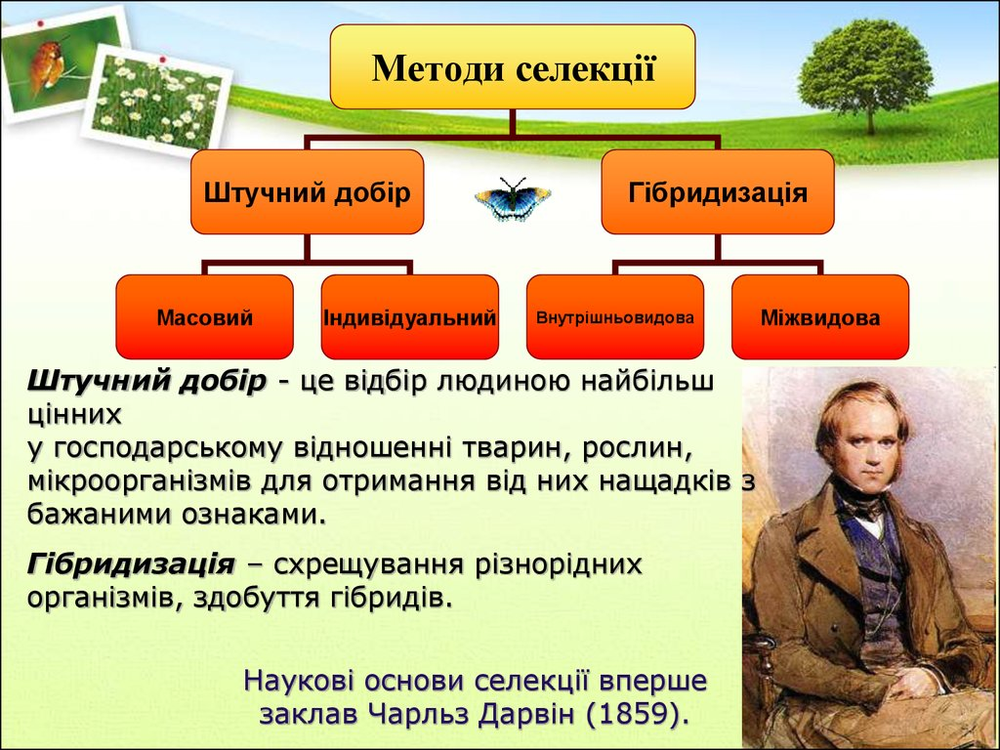 Методи селекції
Штучний добір
Гібридизація
Масовий
Індивідуальний
Внутрішньовидова
Міжвидова
Штучний добір - це відбір людиною найбільш
цінних
у господарському відношенні тварин, рослин,
мікроорганізмів для отримання від них нащадків з
бажаними ознаками.
Гібридизація – схрещування різнорідних
організмів, здобуття гібридів.
Наукові основи селекції вперше
заклав Чарльз Дарвін (1859).